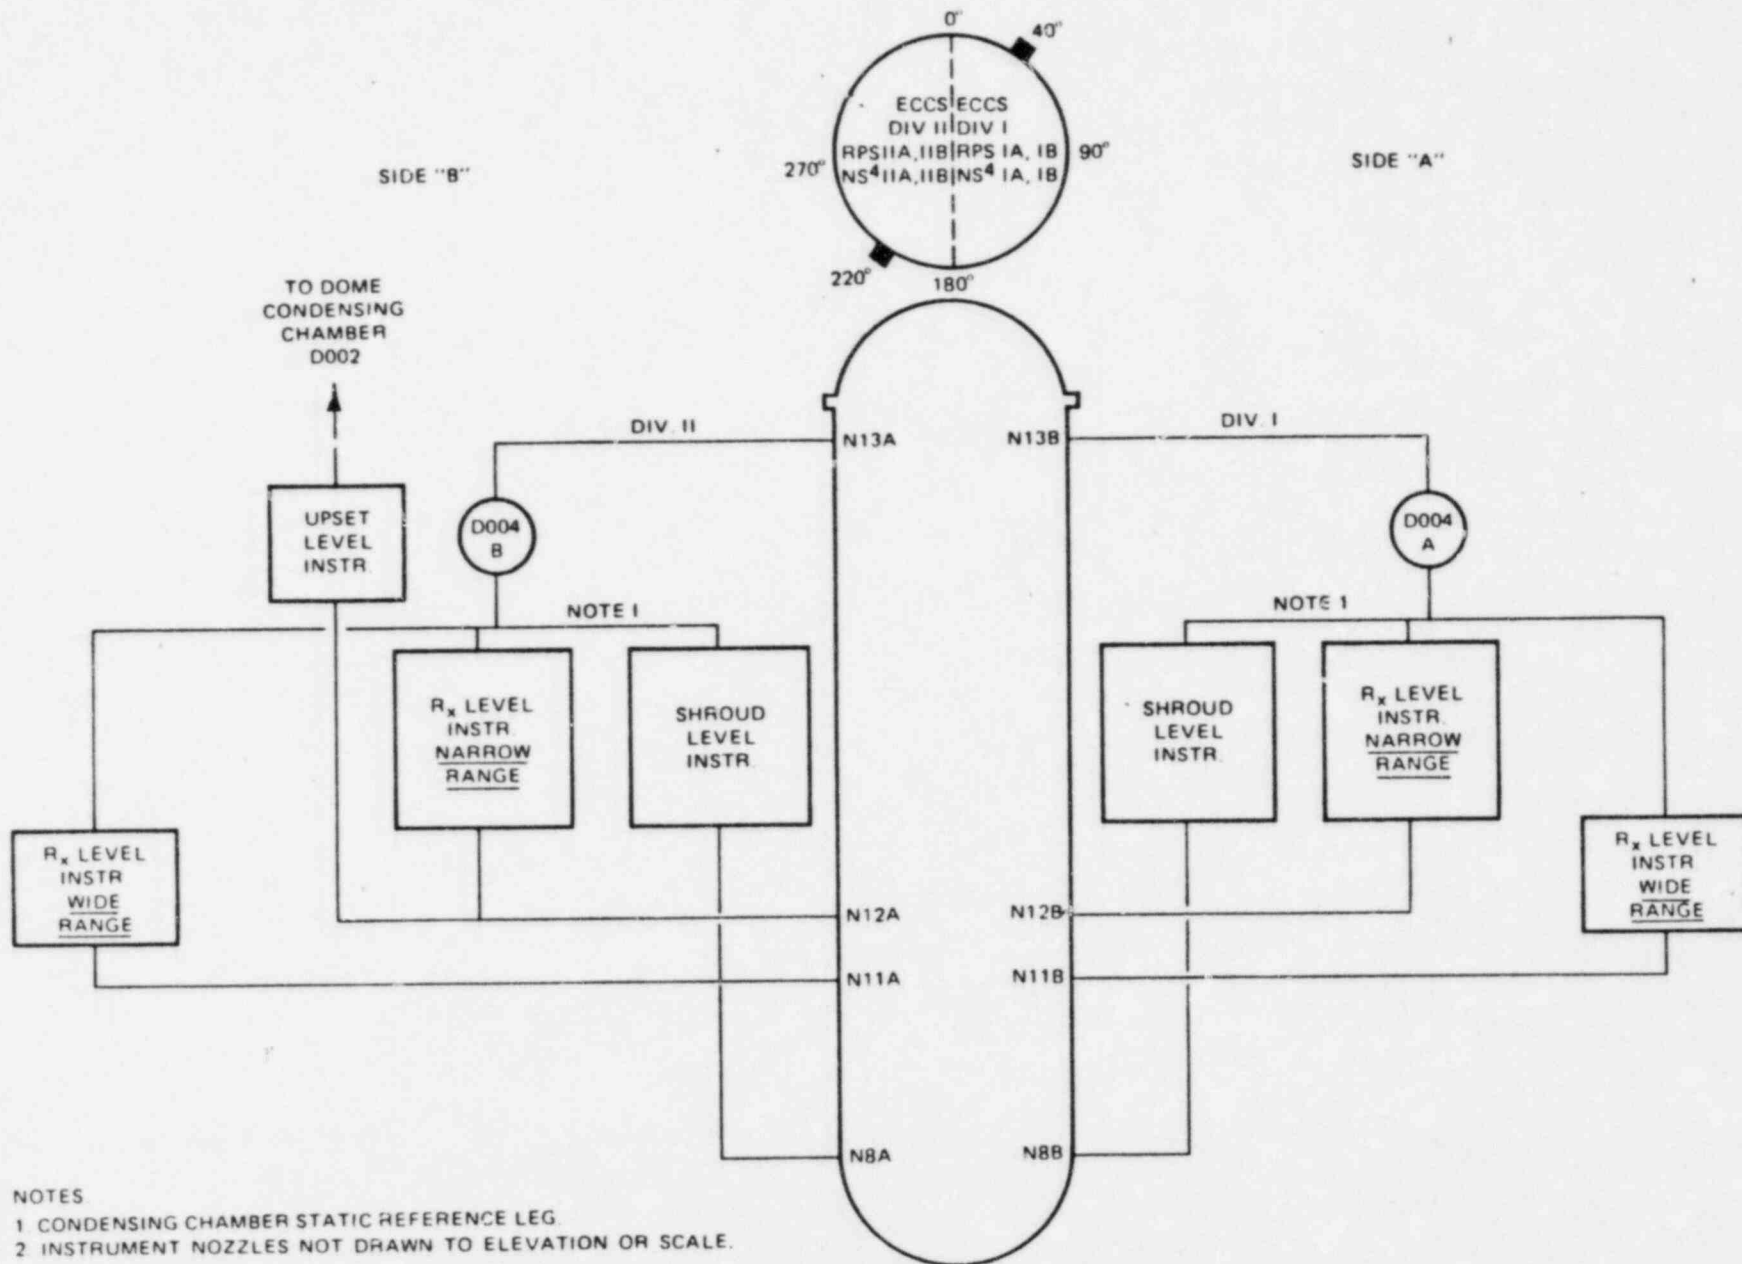 0°
40°
ECCS ECCS
DIV II DIV I
RPS IIA, IIB RPS IA, IB
NS⁴ IIA, IIB NS⁴ IA, IB
270°
90°
220°
180°
SIDE "B"
SIDE "A"
TO DOME
CONDENSING
CHAMBER
D002
DIV. II
N13A
N13B
DIV. I
UPSET
LEVEL
INSTR.
D004
B
D004
A
NOTE I
NOTE 1
Rx LEVEL
INSTR.
NARROW
RANGE
SHROUD
LEVEL
INSTR.
SHROUD
LEVEL
INSTR.
Rx LEVEL
INSTR.
NARROW
RANGE
Rx LEVEL
INSTR
WIDE
RANGE
Rx LEVEL
INSTR
WIDE
RANGE
N12A
N12B
N11A
N11B
N8A
N8B
NOTES
1 CONDENSING CHAMBER STATIC REFERENCE LEG.
2 INSTRUMENT NOZZLES NOT DRAWN TO ELEVATION OR SCALE.